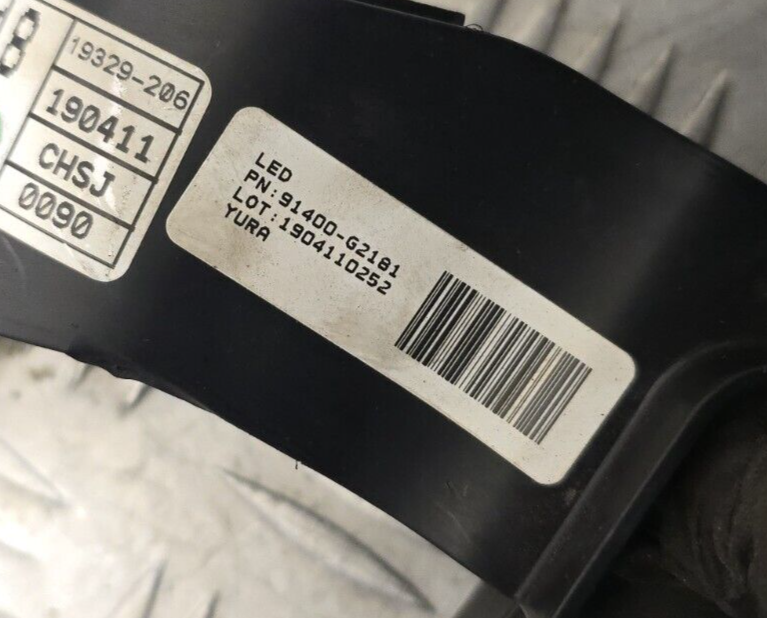 19329-206
190411
CHSJ
0090
LED
PN:91400-G2181
LOT:1904110252
YURA